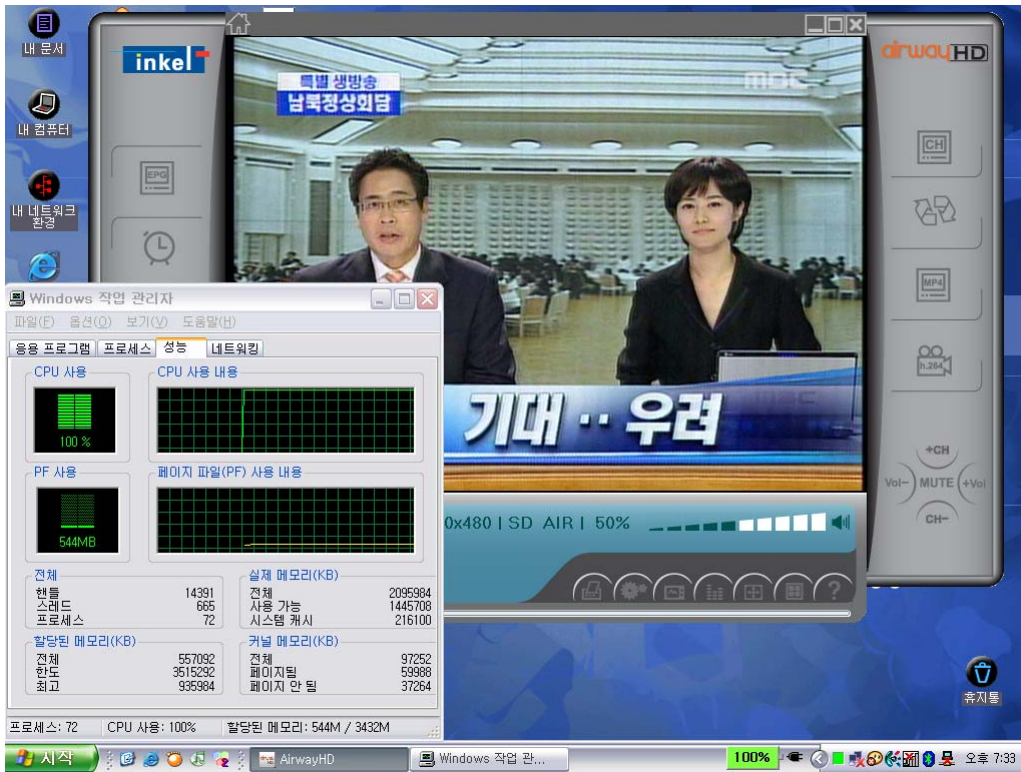 내 문서
내 컴퓨터
내 네트워크
환경
inkel
airwayHD
특별 생방송
남북정상회담
MBC
EPG
CH
MP4
h.264
+CH
Vol- MUTE +Vol
CH-
기대‥우려
0x480 | SD AIR | 50%
?
Windows 작업 관리자
파일(F) 옵션(O) 보기(V) 도움말(H)
응용 프로그램 프로세스 성능 네트워킹
CPU 사용 CPU 사용 내용
100 %
PF 사용 페이지 파일(PF) 사용 내용
544MB
전체
핸들 14391
스레드 665
프로세스 72
실제 메모리(KB)
전체 2095984
사용 가능 1445708
시스템 캐시 216100
할당된 메모리(KB)
전체 557092
한도 3515292
최고 935984
커널 메모리(KB)
전체 97252
페이지됨 59988
페이지 안 됨 37264
프로세스: 72 CPU 사용: 100% 할당된 메모리: 544M / 3432M
휴지통
시작 AirwayHD Windows 작업 관... 100% 오후 7:33